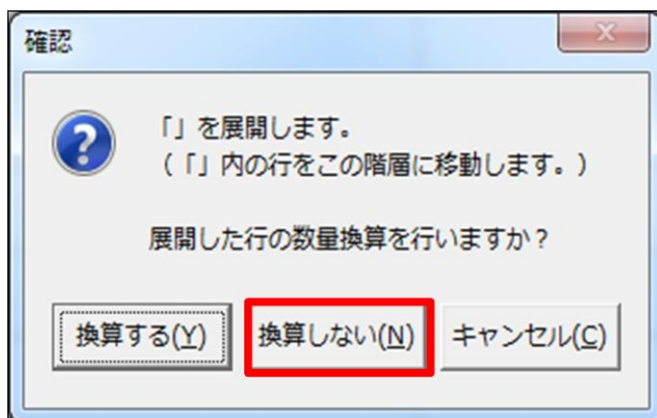 確認
「」を展開します。
（「」内の行をこの階層に移動します。）
展開した行の数量換算を行いますか？
換算する(Y) 換算しない(N) キャンセル(C)